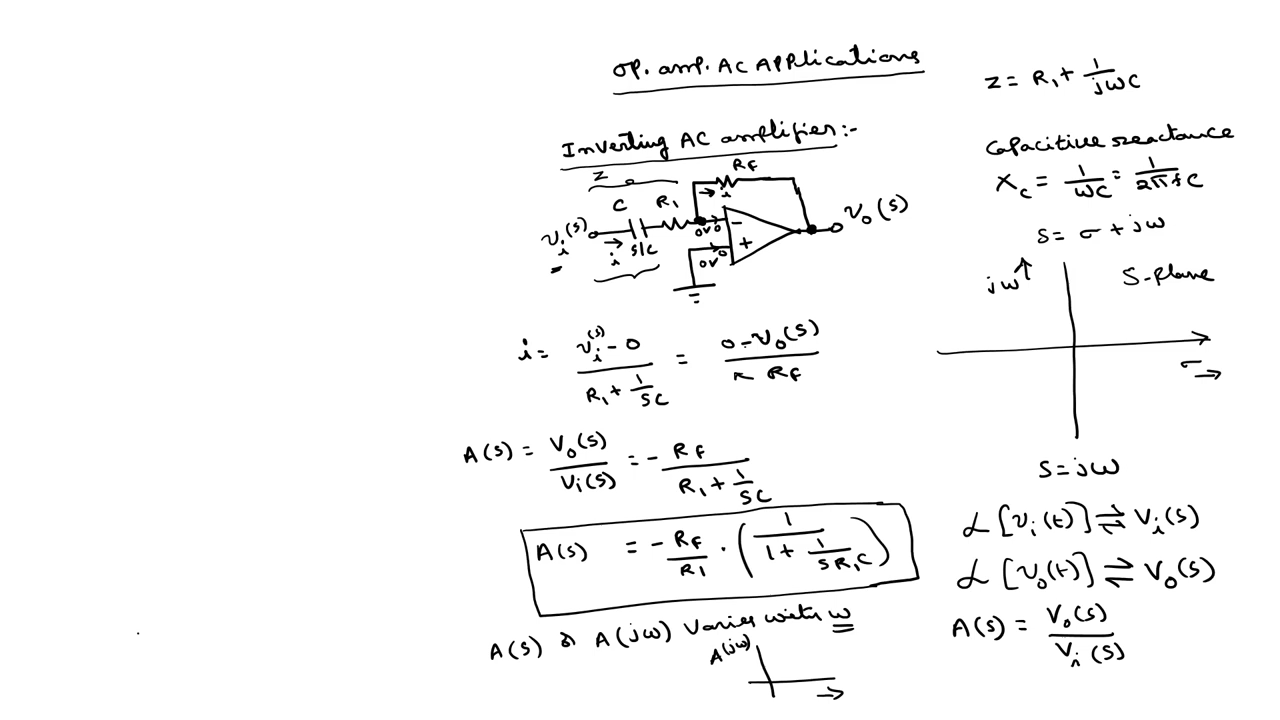 Op. amp. AC Applications
Inverting AC amplifier:-
Z
RF
C
R1
i
vi(s)
i
S/C
0V
0
-
0V
0
+
vo(s)
i = vi(s) - 0 / R1 + 1/SC = 0 - vo(s) / RF
A(s) = Vo(s) / Vi(s) = - RF / R1 + 1/SC
A(s) = - RF/R1 . ( 1 / 1 + 1/SR1C )
A(s) or A(jω) Varies with ω
A(jω)
Z = R1 + 1/jωC
Capacitive reactance
Xc = 1/ωC = 1/2πfC
S = σ + jω
jω
S-plane
σ
S = jω
ℒ [vi(t)] ⇌ Vi(s)
ℒ [vo(t)] ⇌ Vo(s)
A(s) = Vo(s) / Vi(s)